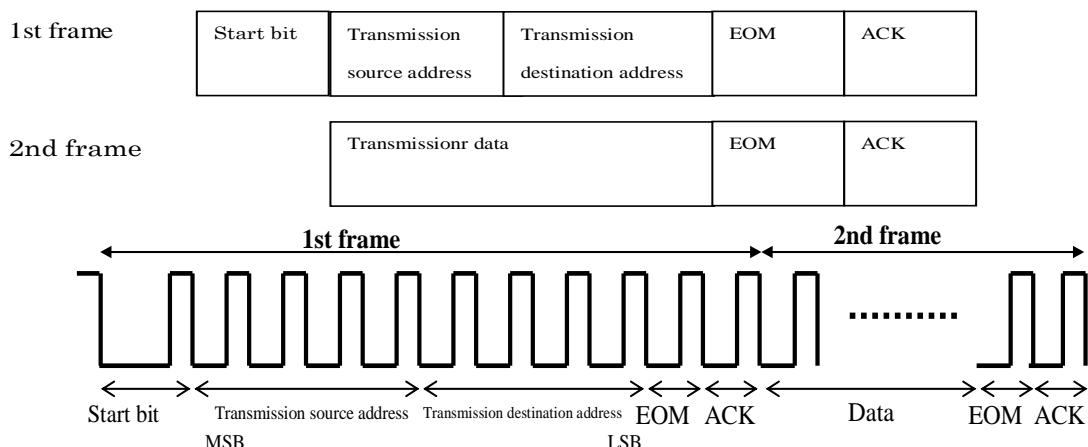 1st frame
Start bit
Transmission
source address
Transmission
destination address
EOM
ACK
2nd frame
Transmissionr data
EOM
ACK
1st frame
2nd frame
Start bit
Transmission source address
Transmission destination address
EOM
ACK
Data
EOM
ACK
MSB
LSB